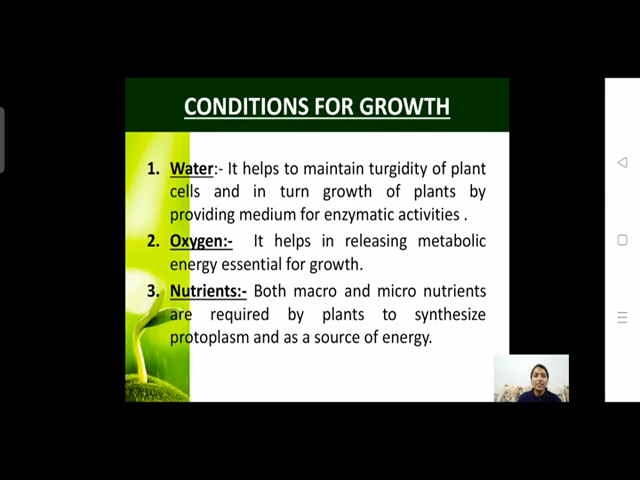 CONDITIONS FOR GROWTH
1. Water:- It helps to maintain turgidity of plant
cells and in turn growth of plants by
providing medium for enzymatic activities .
2. Oxygen:- It helps in releasing metabolic
energy essential for growth.
3. Nutrients:- Both macro and micro nutrients
are required by plants to synthesize
protoplasm and as a source of energy.